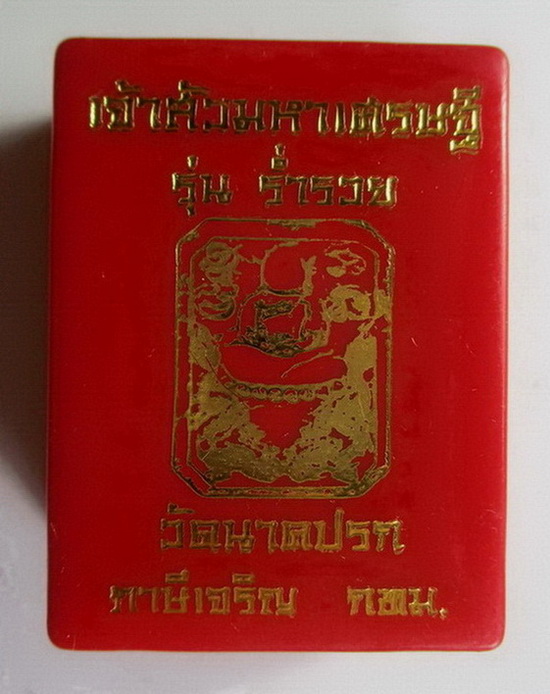 เจ้าสัวมหาเศรษฐี
รุ่น ร่ำรวย
วัดนาคปรก
ภาษีเจริญ กทม.